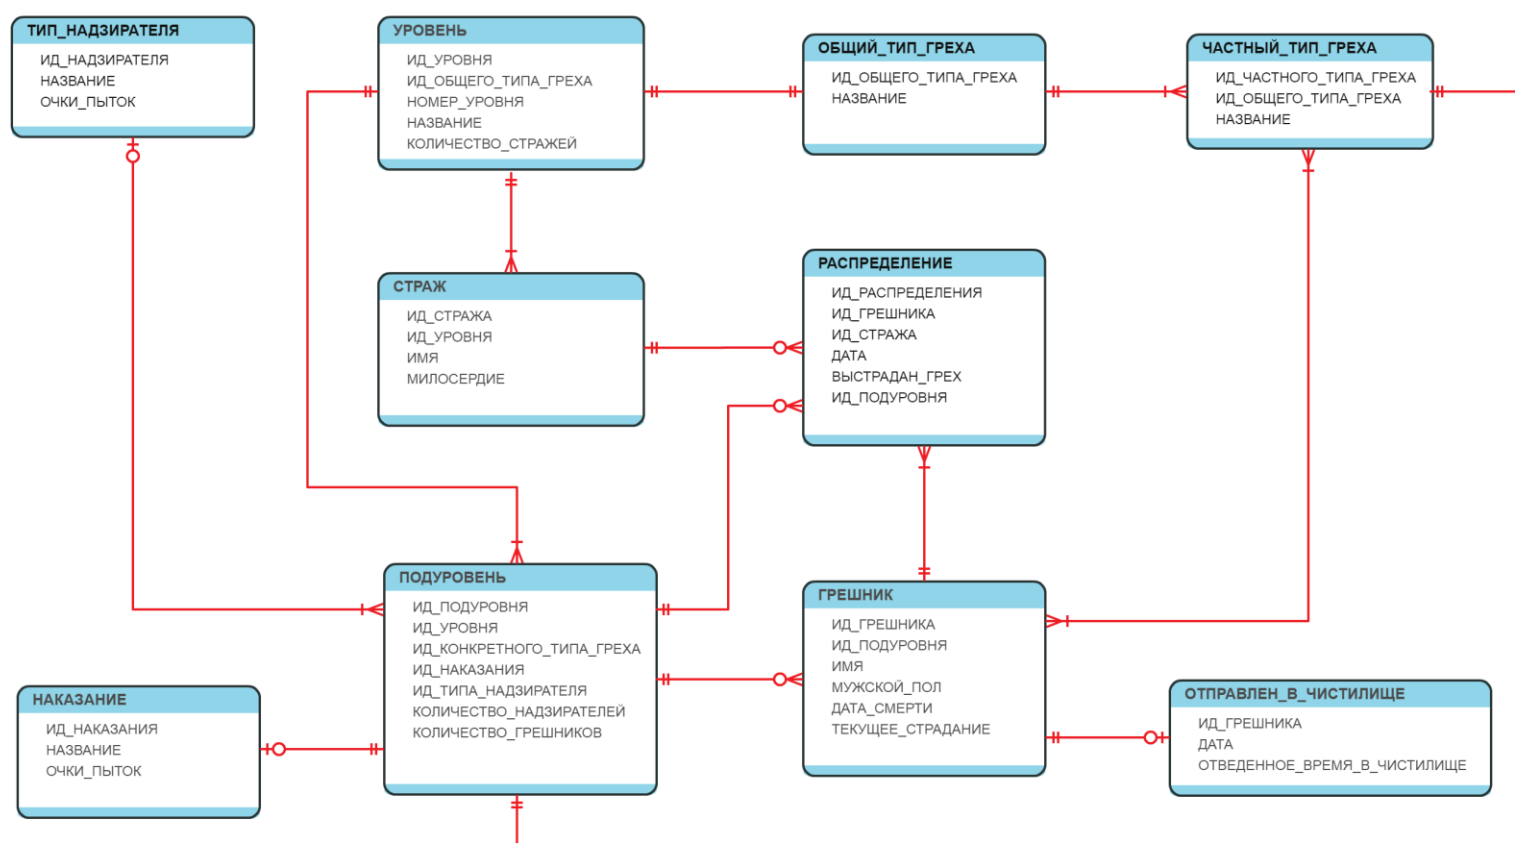 ТИП_НАДЗИРАТЕЛЯ
ИД_НАДЗИРАТЕЛЯ
НАЗВАНИЕ
ОЧКИ_ПЫТОК
УРОВЕНЬ
ИД_УРОВНЯ
ИД_ОБЩЕГО_ТИПА_ГРЕХА
НОМЕР_УРОВНЯ
НАЗВАНИЕ
КОЛИЧЕСТВО_СТРАЖЕЙ
ОБЩИЙ_ТИП_ГРЕХА
ИД_ОБЩЕГО_ТИПА_ГРЕХА
НАЗВАНИЕ
ЧАСТНЫЙ_ТИП_ГРЕХА
ИД_ЧАСТНОГО_ТИПА_ГРЕХА
ИД_ОБЩЕГО_ТИПА_ГРЕХА
НАЗВАНИЕ
СТРАЖ
ИД_СТРАЖА
ИД_УРОВНЯ
ИМЯ
МИЛОСЕРДИЕ
РАСПРЕДЕЛЕНИЕ
ИД_РАСПРЕДЕЛЕНИЯ
ИД_ГРЕШНИКА
ИД_СТРАЖА
ДАТА
ВЫСТРАДАН_ГРЕХ
ИД_ПОДУРОВНЯ
ПОДУРОВЕНЬ
ИД_ПОДУРОВНЯ
ИД_УРОВНЯ
ИД_КОНКРЕТНОГО_ТИПА_ГРЕХА
ИД_НАКАЗАНИЯ
ИД_ТИПА_НАДЗИРАТЕЛЯ
КОЛИЧЕСТВО_НАДЗИРАТЕЛЕЙ
КОЛИЧЕСТВО_ГРЕШНИКОВ
ГРЕШНИК
ИД_ГРЕШНИКА
ИД_ПОДУРОВНЯ
ИМЯ
МУЖСКОЙ_ПОЛ
ДАТА_СМЕРТИ
ТЕКУЩЕЕ_СТРАДАНИЕ
НАКАЗАНИЕ
ИД_НАКАЗАНИЯ
НАЗВАНИЕ
ОЧКИ_ПЫТОК
ОТПРАВЛЕН_В_ЧИСТИЛИЩЕ
ИД_ГРЕШНИКА
ДАТА
ОТВЕДЕННОЕ_ВРЕМЯ_В_ЧИСТИЛИЩЕ